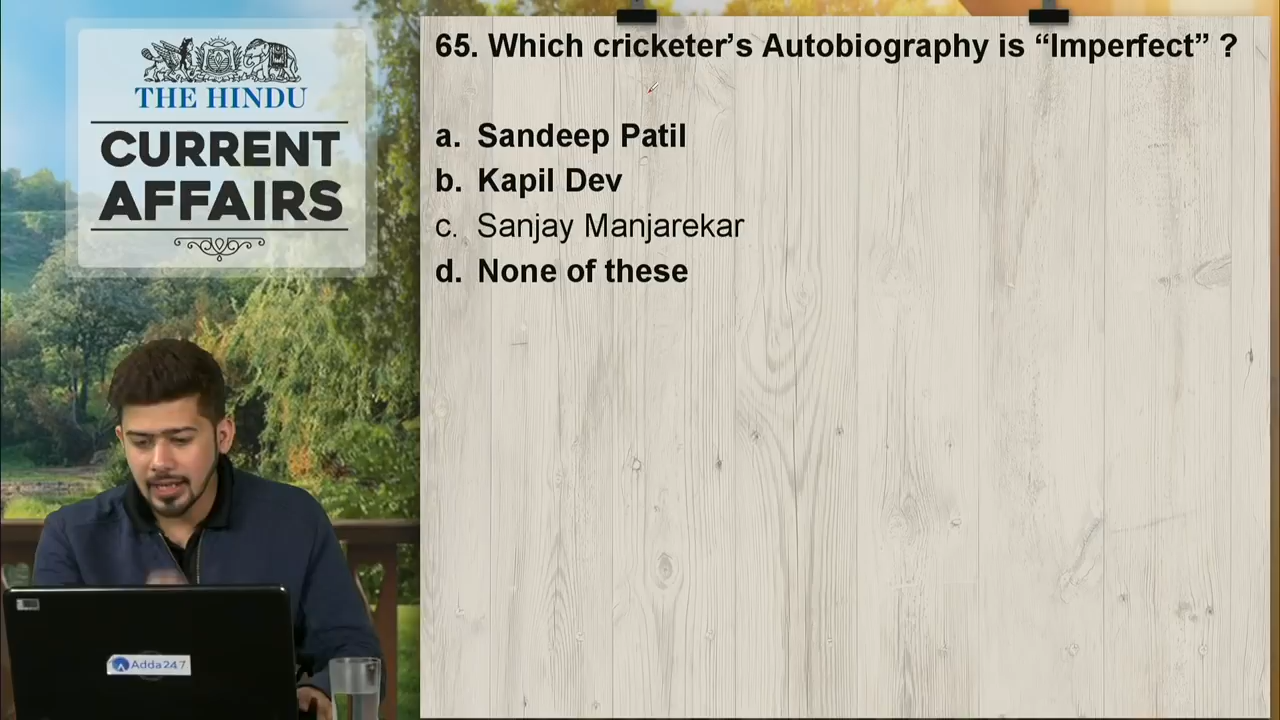 THE HINDU
CURRENT
AFFAIRS
65. Which cricketer’s Autobiography is “Imperfect” ?
a. Sandeep Patil
b. Kapil Dev
c. Sanjay Manjarekar
d. None of these
Adda247